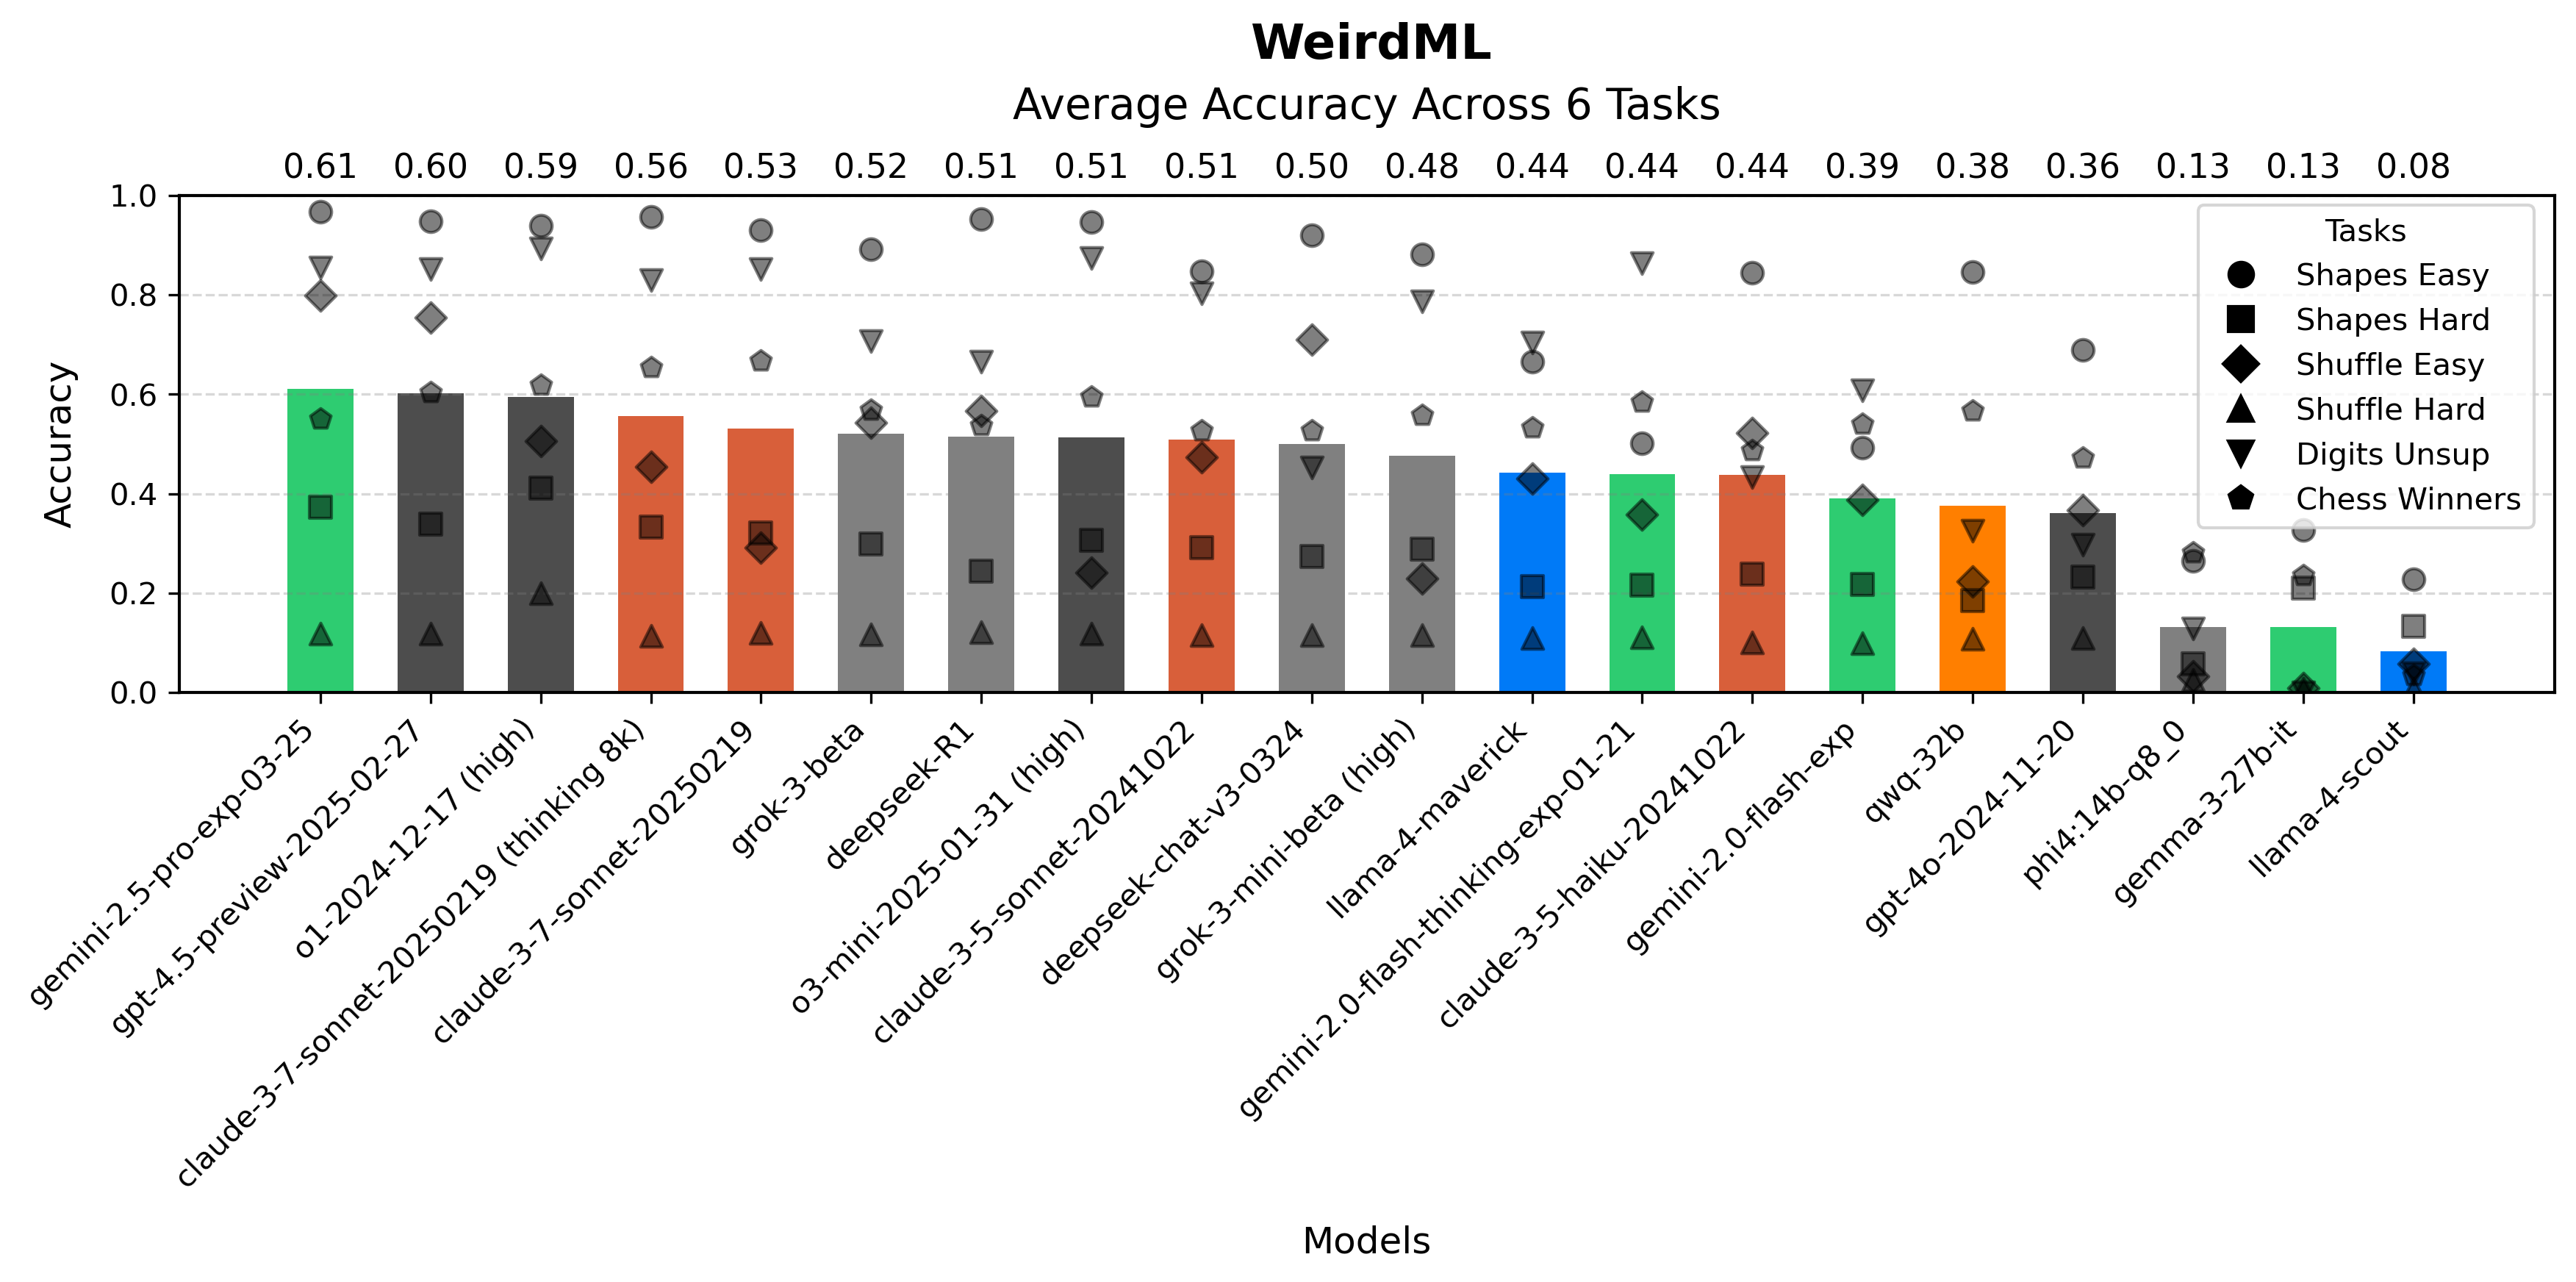 WeirdML
Average Accuracy Across 6 Tasks
0.61 0.60 0.59 0.56 0.53 0.52 0.51 0.51 0.51 0.50 0.48 0.44 0.44 0.44 0.39 0.38 0.36 0.13 0.13 0.08
Accuracy
1.0
0.8
0.6
0.4
0.2
0.0
Tasks
Shapes Easy
Shapes Hard
Shuffle Easy
Shuffle Hard
Digits Unsup
Chess Winners
gemini-2.5-pro-exp-03-25
gpt-4.5-preview-2025-02-27
o1-2024-12-17 (high)
claude-3-7-sonnet-20250219 (thinking 8k)
claude-3-7-sonnet-20250219
grok-3-beta
deepseek-R1
o3-mini-2025-01-31 (high)
claude-3-5-sonnet-20241022
deepseek-chat-v3-0324
grok-3-mini-beta (high)
llama-4-maverick
gemini-2.0-flash-thinking-exp-01-21
claude-3-5-haiku-20241022
gemini-2.0-flash-exp
qwq-32b
gpt-4o-2024-11-20
phi4:14b-q8_0
gemma-3-27b-it
llama-4-scout
Models